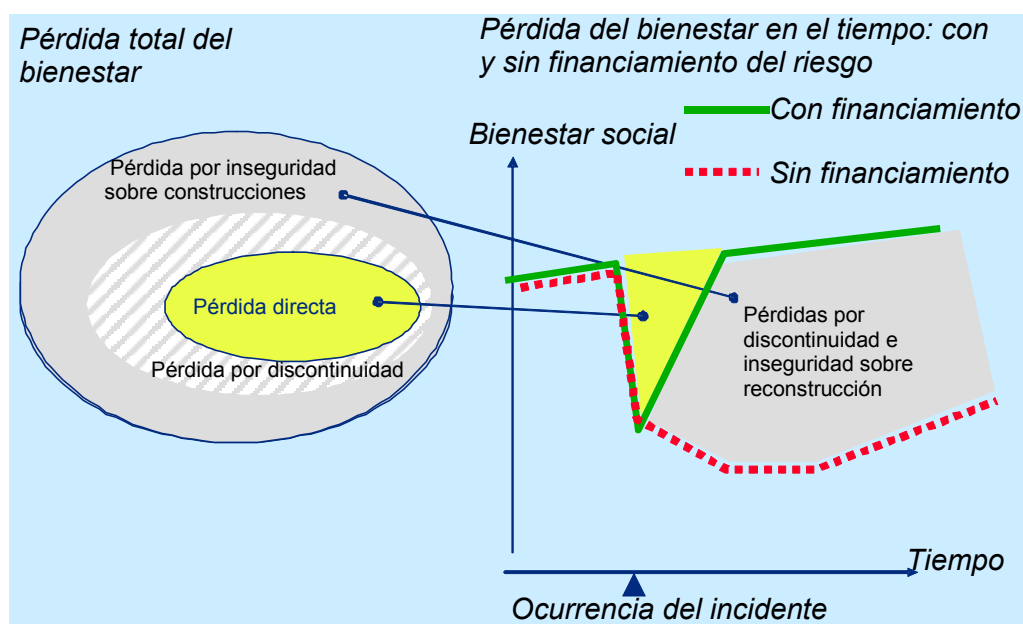 Pérdida total del
bienestar
Pérdida del bienestar en el tiempo: con
y sin financiamiento del riesgo
Con financiamiento
Bienestar social
Sin financiamiento
Pérdida por inseguridad
sobre construcciones
Pérdida directa
Pérdida por discontinuidad
Pérdidas por
discontinuidad e
inseguridad sobre
reconstrucción
Tiempo
Ocurrencia del incidente